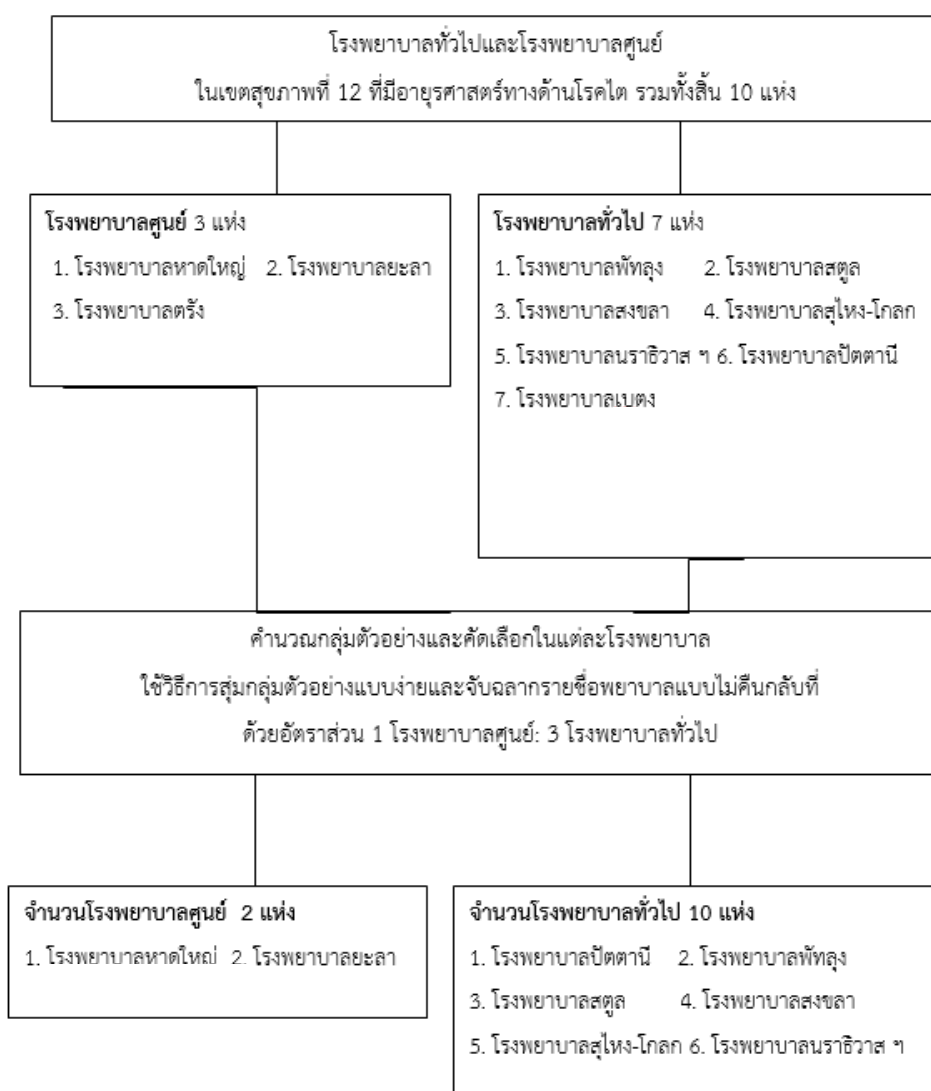 โรงพยาบาลทั่วไปและโรงพยาบาลศูนย์
ในเขตสุขภาพที่ 12 ที่มีอายุรศาสตร์ทางด้านโรคไต รวมทั้งสิ้น 10 แห่ง
โรงพยาบาลศูนย์ 3 แห่ง
1. โรงพยาบาลหาดใหญ่ 2. โรงพยาบาลยะลา
3. โรงพยาบาลตรัง
โรงพยาบาลทั่วไป 7 แห่ง
1. โรงพยาบาลพัทลุง 2. โรงพยาบาลสตูล
3. โรงพยาบาลสงขลา 4. โรงพยาบาลสุไหง-โกลก
5. โรงพยาบาลนราธิวาส ฯ 6. โรงพยาบาลปัตตานี
7. โรงพยาบาลเบตง
คำนวณกลุ่มตัวอย่างและคัดเลือกในแต่ละโรงพยาบาล
ใช้วิธีการสุ่มกลุ่มตัวอย่างแบบง่ายและจับฉลากรายชื่อพยาบาลแบบไม่คืนกลับที่
ด้วยอัตราส่วน 1 โรงพยาบาลศูนย์: 3 โรงพยาบาลทั่วไป
จำนวนโรงพยาบาลศูนย์ 2 แห่ง
1. โรงพยาบาลหาดใหญ่ 2. โรงพยาบาลยะลา
จำนวนโรงพยาบาลทั่วไป 10 แห่ง
1. โรงพยาบาลปัตตานี 2. โรงพยาบาลพัทลุง
3. โรงพยาบาลสตูล 4. โรงพยาบาลสงขลา
5. โรงพยาบาลสุไหง-โกลก 6. โรงพยาบาลนราธิวาส ฯ